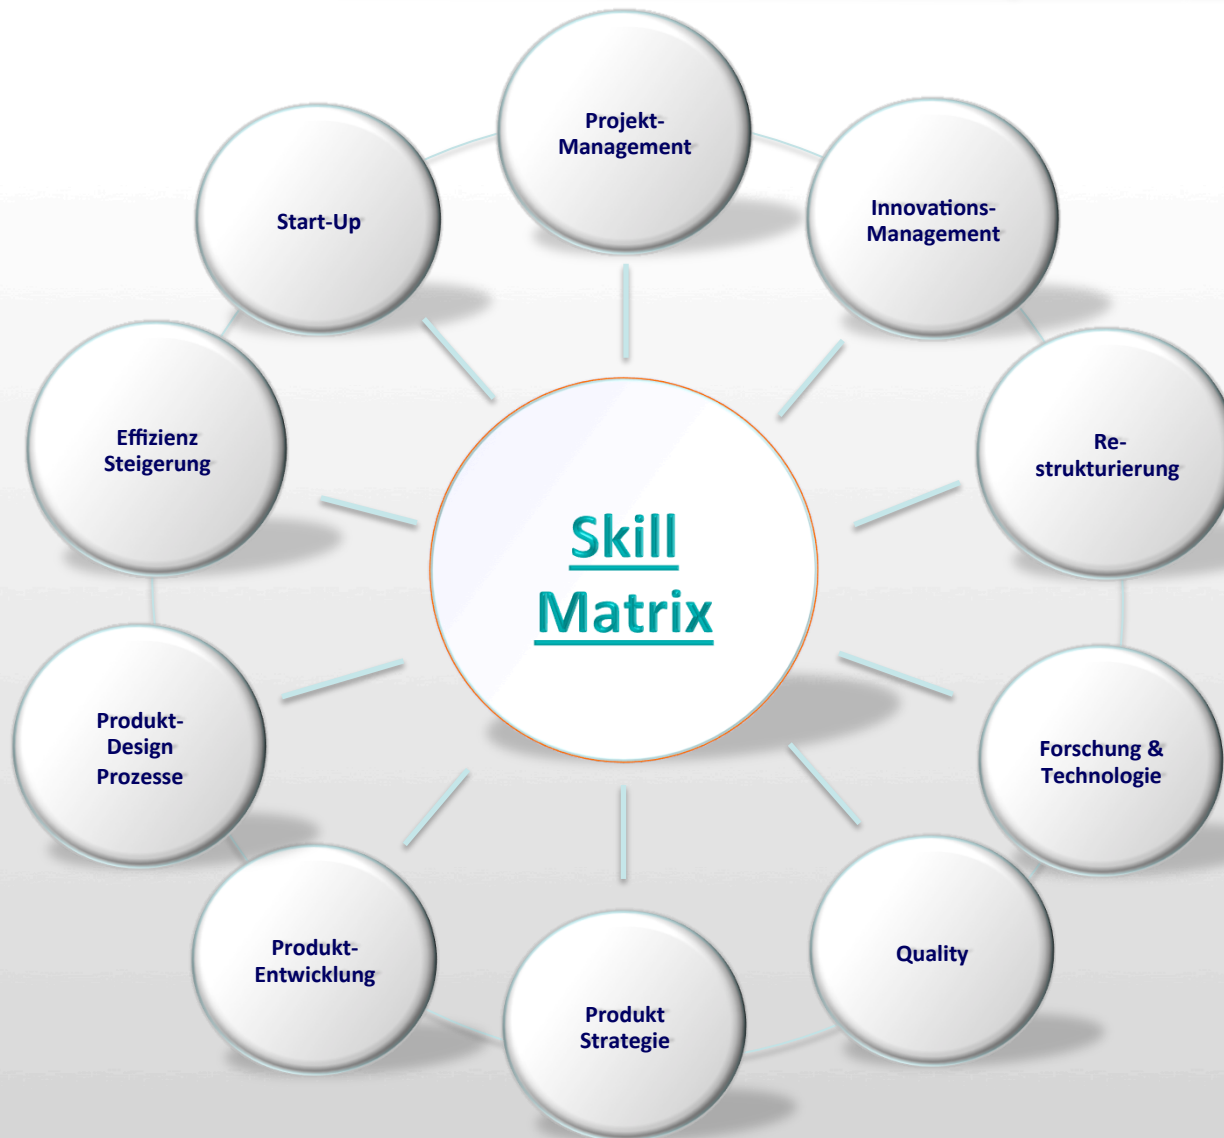 Projekt-
Management
Innovations-
Management
Re-
strukturierung
Forschung &
Technologie
Quality
Produkt
Strategie
Produkt-
Entwicklung
Produkt-
Design
Prozesse
Effizienz
Steigerung
Start-Up
Skill
Matrix